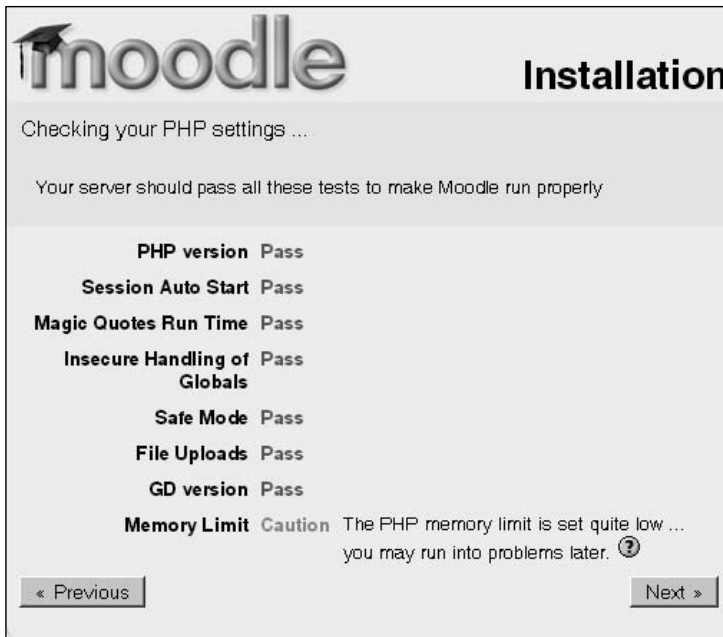 moodle
Installation
Checking your PHP settings ...
Your server should pass all these tests to make Moodle run properly
PHP version Pass
Session Auto Start Pass
Magic Quotes Run Time Pass
Insecure Handling of Pass
Globals
Safe Mode Pass
File Uploads Pass
GD version Pass
Memory Limit Caution The PHP memory limit is set quite low ...
you may run into problems later. ?
« Previous
Next »